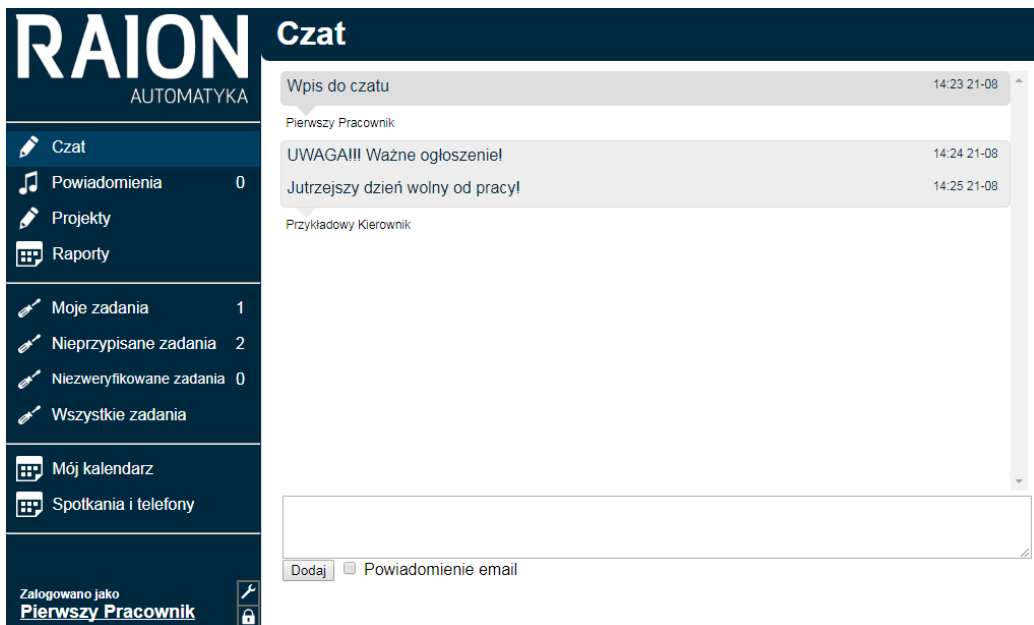 RAION
AUTOMATYKA
Czat
Powiadomienia 0
Projekty
Raporty
Moje zadania 1
Nieprzypisane zadania 2
Niezweryfikowane zadania 0
Wszystkie zadania
Mój kalendarz
Spotkania i telefony
Zalogowano jako
Pierwszy Pracownik
Czat
Wpis do czatu 14:23 21-08
Pierwszy Pracownik
UWAGA!!! Ważne ogłoszenie! 14:24 21-08
Jutrzejszy dzień wolny od pracy! 14:25 21-08
Przykładowy Kierownik
Dodaj Powiadomienie email